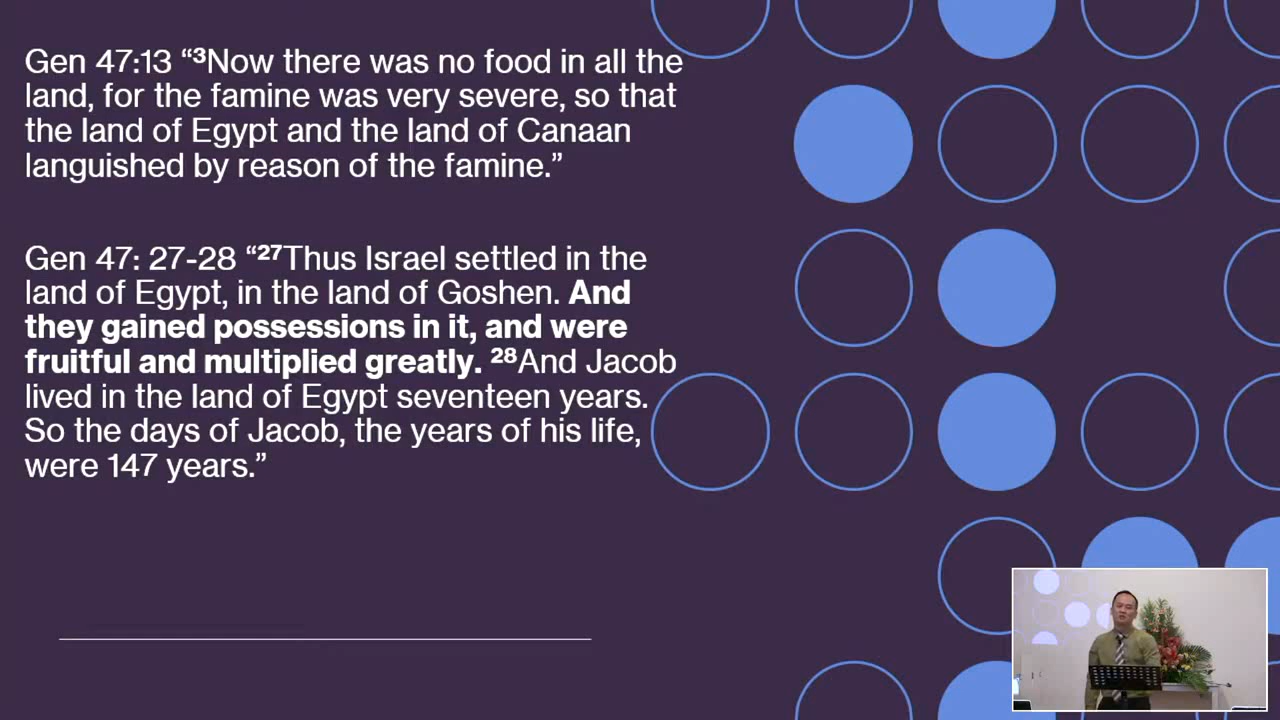 Gen 47:13 “³Now there was no food in all the
land, for the famine was very severe, so that
the land of Egypt and the land of Canaan
languished by reason of the famine.”
Gen 47: 27-28 “²⁷Thus Israel settled in the
land of Egypt, in the land of Goshen. And
they gained possessions in it, and were
fruitful and multiplied greatly. ²⁸And Jacob
lived in the land of Egypt seventeen years.
So the days of Jacob, the years of his life,
were 147 years.”